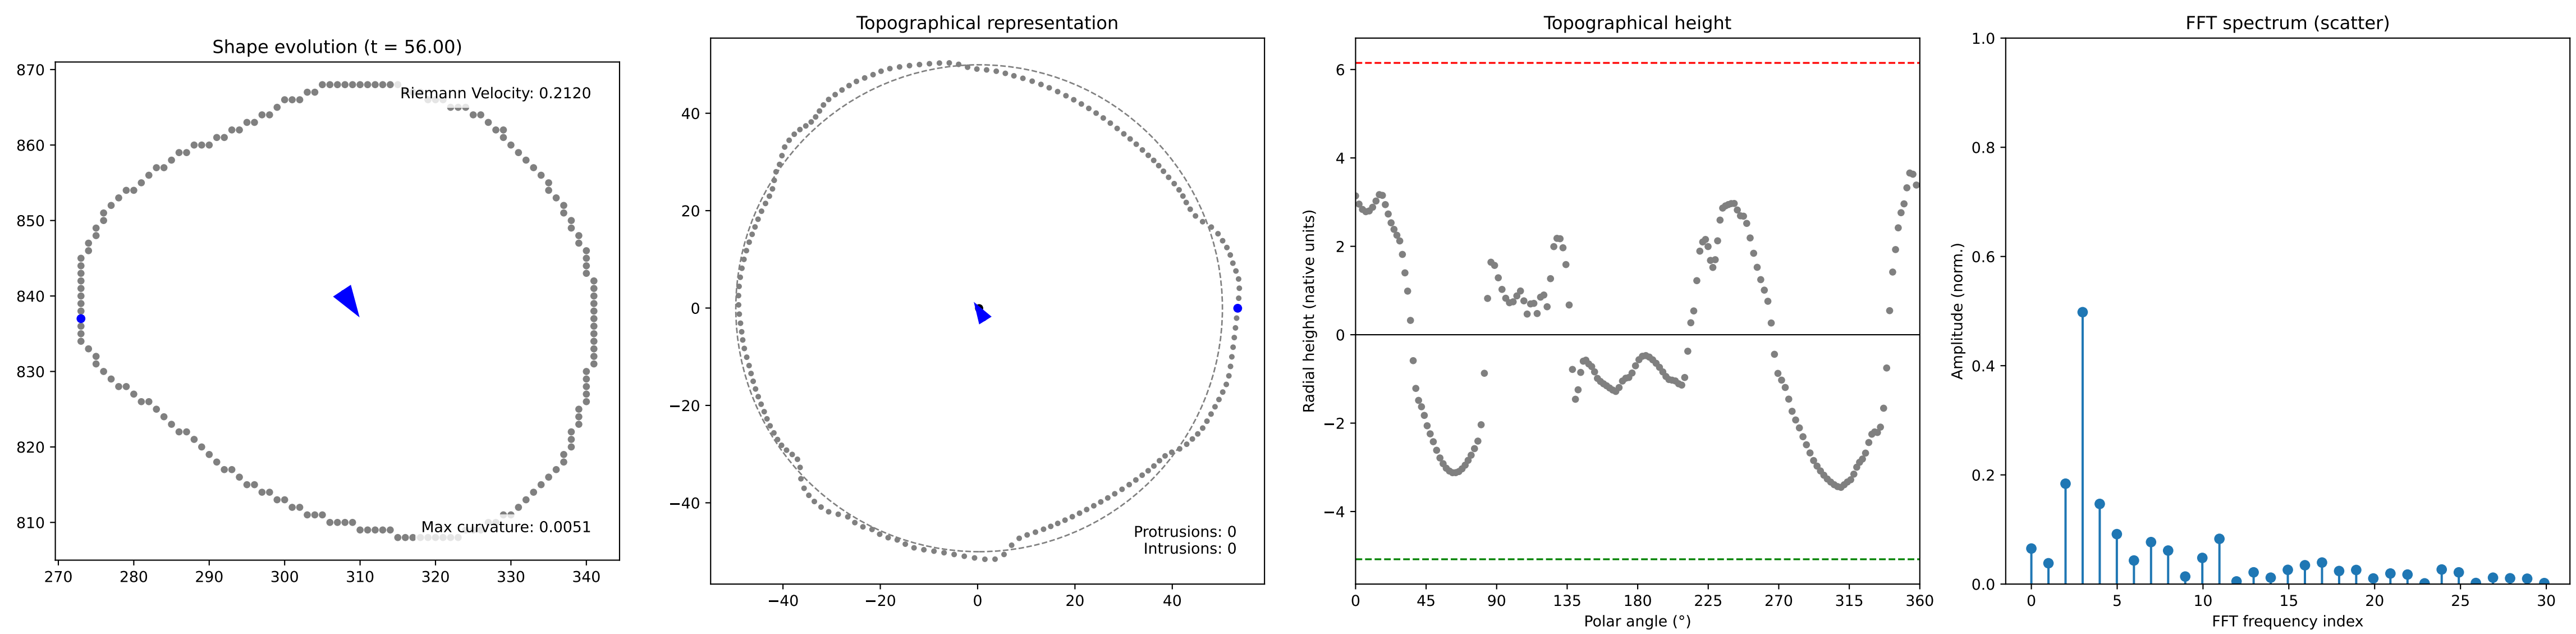 Shape evolution (t = 56.00)
870
860
850
840
830
820
810
270 280 290 300 310 320 330 340
Riemann Velocity: 0.2120
Max curvature: 0.0051
Topographical representation
40
20
0
−20
−40
−40 −20 0 20 40
Protrusions: 0
Intrusions: 0
Topographical height
Radial height (native units)
6
4
2
0
−2
−4
0 45 90 135 180 225 270 315 360
Polar angle (°)
FFT spectrum (scatter)
Amplitude (norm.)
1.0
0.8
0.6
0.4
0.2
0.0
0 5 10 15 20 25 30
FFT frequency index